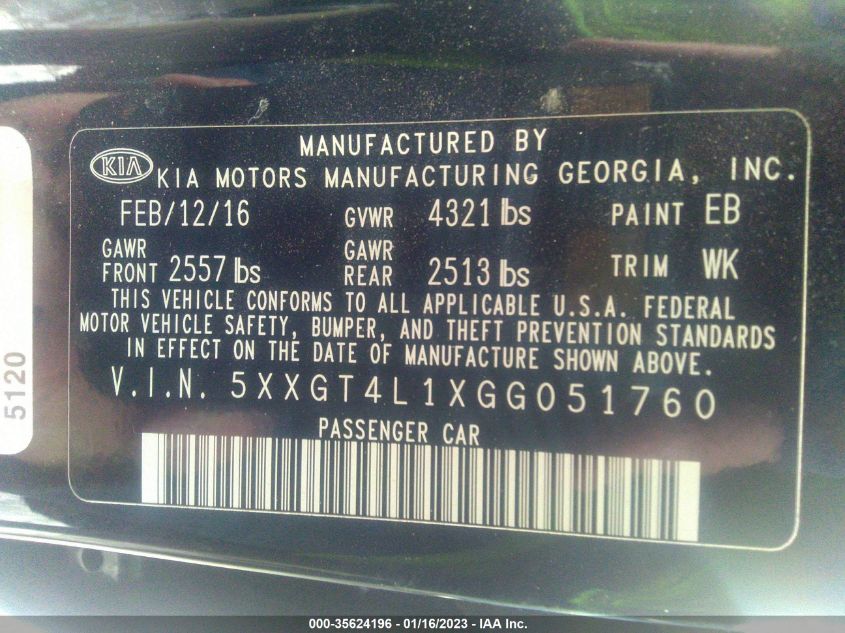 MANUFACTURED BY
KIA KIA MOTORS MANUFACTURING GEORGIA, INC.
FEB/12/16 GVWR 4321 lbs PAINT EB
GAWR FRONT 2557 lbs GAWR REAR 2513 lbs TRIM WK
THIS VEHICLE CONFORMS TO ALL APPLICABLE U.S.A. FEDERAL
MOTOR VEHICLE SAFETY, BUMPER, AND THEFT PREVENTION STANDARDS
IN EFFECT ON THE DATE OF MANUFACTURE SHOWN ABOVE.
V.I.N. 5XXGT4L1XGG051760
PASSENGER CAR
5120
000-35624196 - 01/16/2023 - IAA Inc.